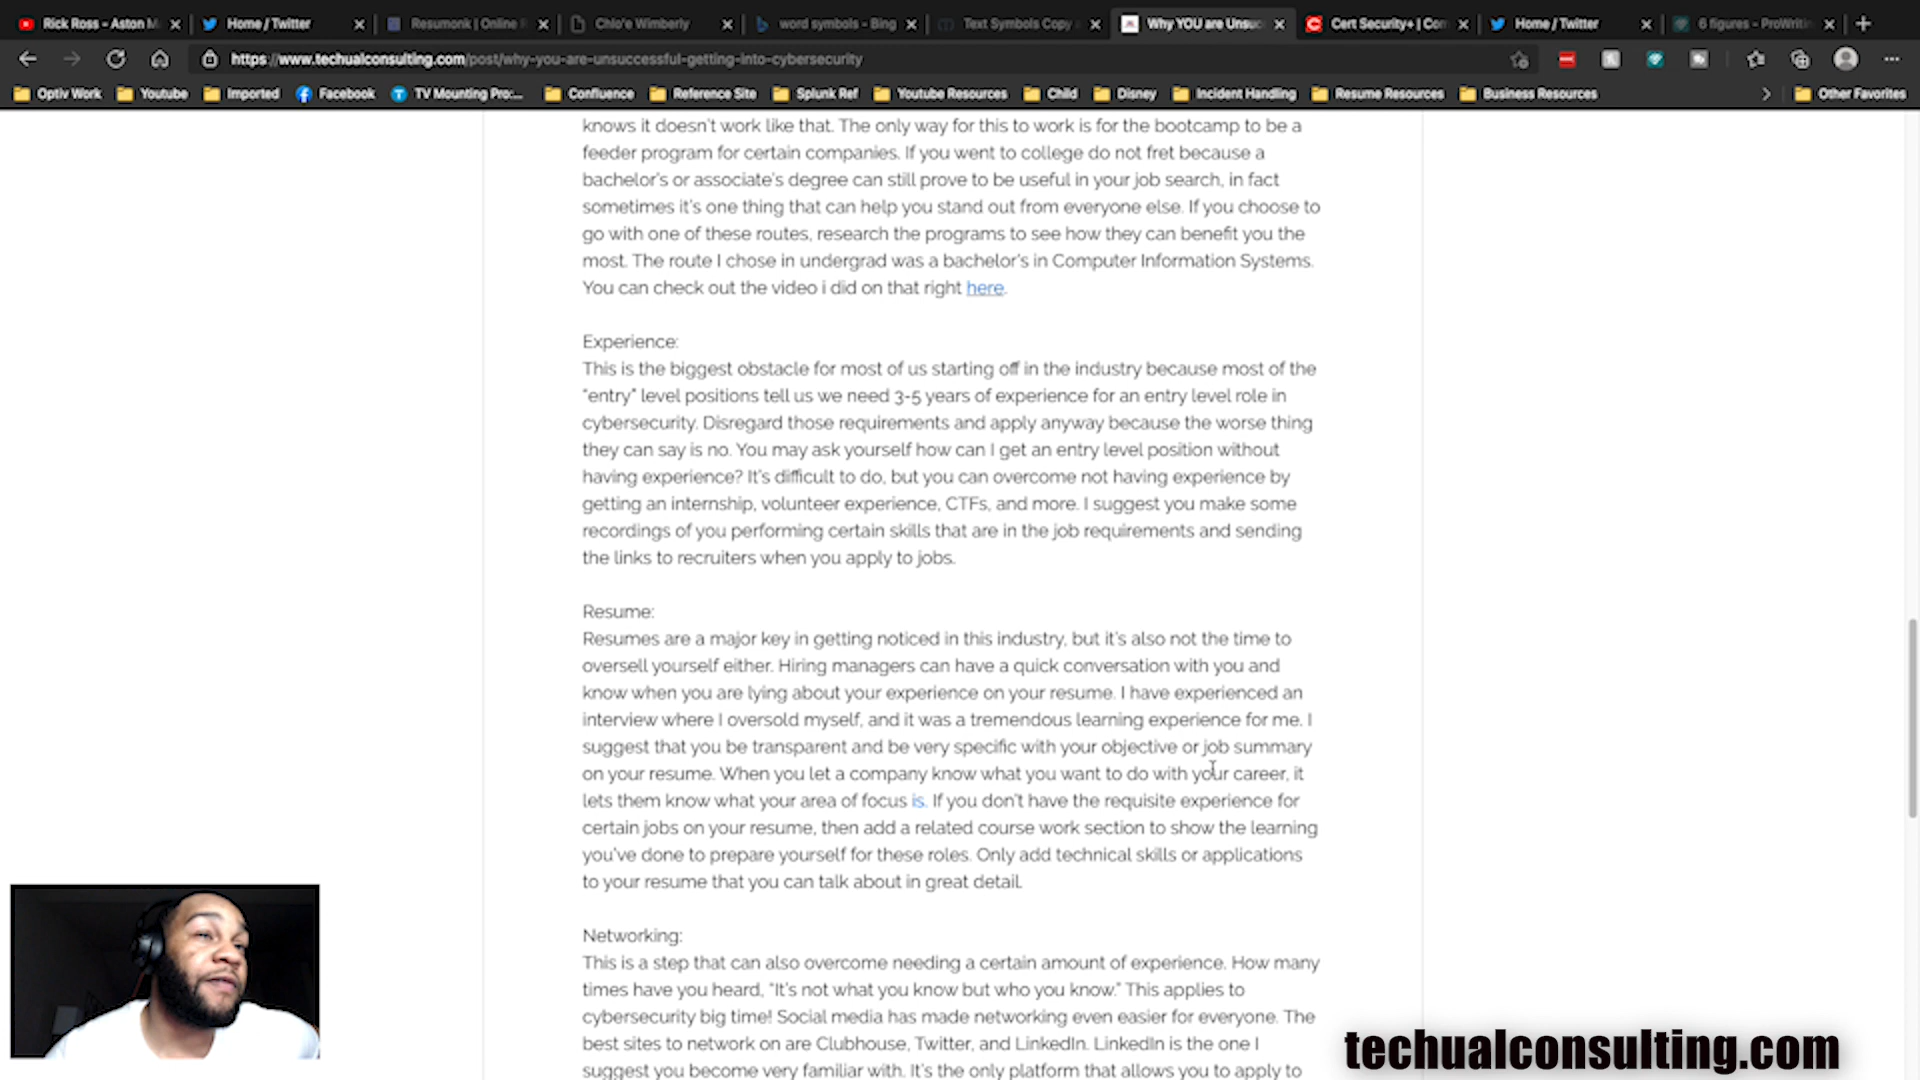 Rick Ross - Aston M
Home / Twitter
Resumonk | Online
Chlo'e Wimberly
word symbols - Bing
Text Symbols Copy
Why YOU are Unsuc
Cert Security+ | Con
Home / Twitter
6 figures - ProWriti
https://www.techualconsulting.com/post/why-you-are-unsuccessful-getting-into-cybersecurity
Optiv Work
Youtube
Imported
Facebook
TV Mounting Pro:...
Confluence
Reference Site
Splunk Ref
Youtube Resources
Child
Disney
Incident Handling
Resume Resources
Business Resources
Other Favorites
knows it doesn't work like that. The only way for this to work is for the bootcamp to be a
feeder program for certain companies. If you went to college do not fret because a
bachelor's or associate's degree can still prove to be useful in your job search, in fact
sometimes it's one thing that can help you stand out from everyone else. If you choose to
go with one of these routes, research the programs to see how they can benefit you the
most. The route I chose in undergrad was a bachelor's in Computer Information Systems.
You can check out the video i did on that right here.
Experience:
This is the biggest obstacle for most of us starting off in the industry because most of the
"entry" level positions tell us we need 3-5 years of experience for an entry level role in
cybersecurity. Disregard those requirements and apply anyway because the worse thing
they can say is no. You may ask yourself how can I get an entry level position without
having experience? It's difficult to do, but you can overcome not having experience by
getting an internship, volunteer experience, CTFs, and more. I suggest you make some
recordings of you performing certain skills that are in the job requirements and sending
the links to recruiters when you apply to jobs.
Resume:
Resumes are a major key in getting noticed in this industry, but it's also not the time to
oversell yourself either. Hiring managers can have a quick conversation with you and
know when you are lying about your experience on your resume. I have experienced an
interview where I oversold myself, and it was a tremendous learning experience for me. I
suggest that you be transparent and be very specific with your objective or job summary
on your resume. When you let a company know what you want to do with your career, it
lets them know what your area of focus is. If you don't have the requisite experience for
certain jobs on your resume, then add a related course work section to show the learning
you've done to prepare yourself for these roles. Only add technical skills or applications
to your resume that you can talk about in great detail.
Networking:
This is a step that can also overcome needing a certain amount of experience. How many
times have you heard, "It's not what you know but who you know." This applies to
cybersecurity big time! Social media has made networking even easier for everyone. The
best sites to network on are Clubhouse, Twitter, and LinkedIn. LinkedIn is the one I
suggest you become very familiar with. It's the only platform that allows you to apply to
techualconsulting.com